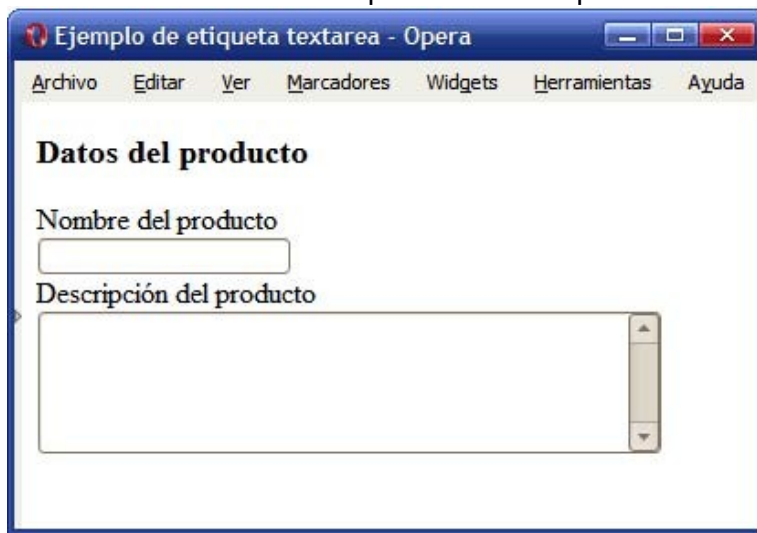 Ejemplo de etiqueta textarea - Opera
Archivo Editar Ver Marcadores Widgets Herramientas Ayuda
Datos del producto
Nombre del producto
Descripción del producto